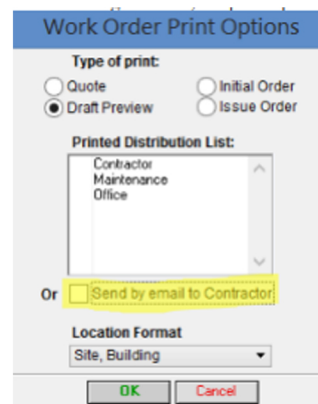 Work Order Print Options
Type of print:
Quote Initial Order
Draft Preview Issue Order
Printed Distribution List:
Contractor
Maintenance
Office
Or Send by email to Contractor
Location Format
Site, Building
OK Cancel